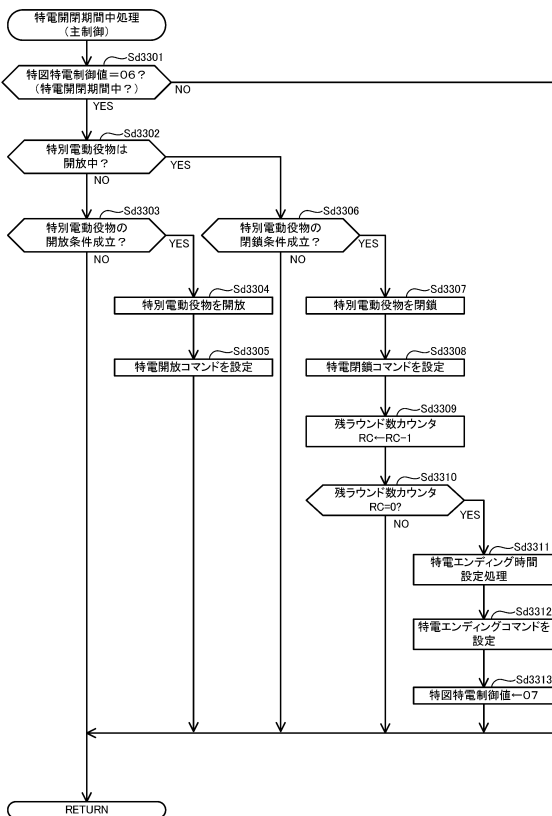 特電開閉期間中処理
(主制御)
Sd3301
特図特電制御値=06?
(特電開閉期間中?)
NO
YES
Sd3302
特別電動役物は
開放中?
YES
NO
Sd3303
特別電動役物の
開放条件成立?
YES
NO
Sd3306
特別電動役物の
閉鎖条件成立?
YES
NO
Sd3304
特別電動役物を開放
Sd3305
特電開放コマンドを設定
Sd3307
特別電動役物を閉鎖
Sd3308
特電閉鎖コマンドを設定
Sd3309
残ラウンド数カウンタ
RC←RC-1
Sd3310
残ラウンド数カウンタ
RC=0?
YES
NO
Sd3311
特電エンディング時間
設定処理
Sd3312
特電エンディングコマンドを
設定
Sd3313
特図特電制御値←07
RETURN